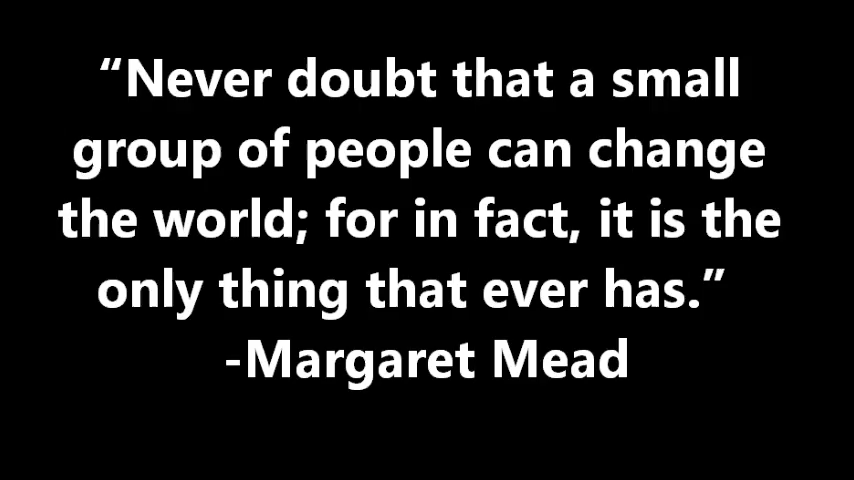 “Never doubt that a small
group of people can change
the world; for in fact, it is the
only thing that ever has.”
-Margaret Mead